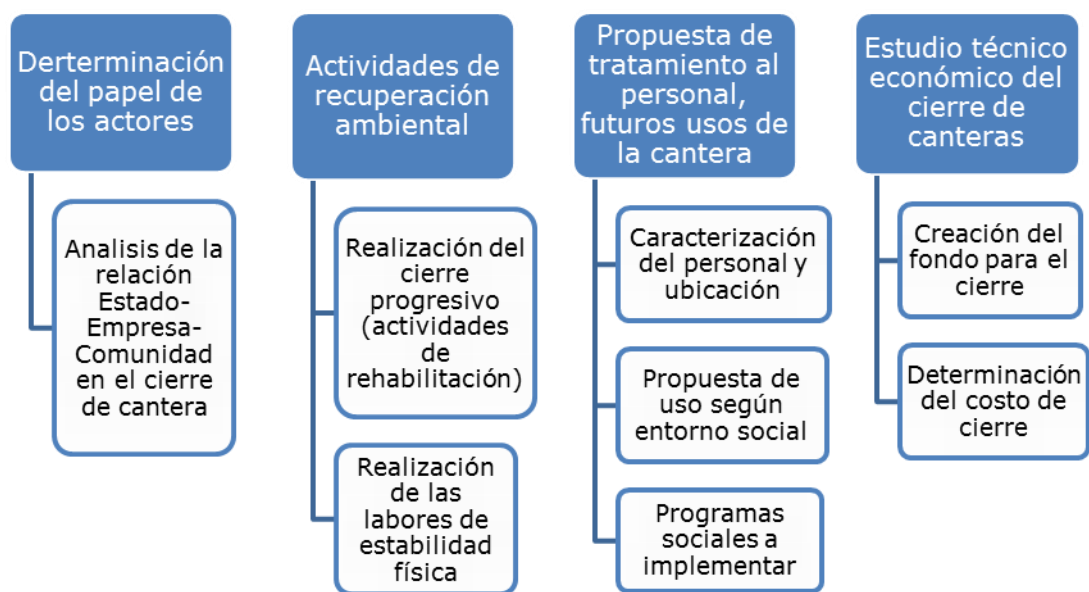 Derterminación
del papel de
los actores
Analisis de la
relación
Estado-
Empresa-
Comunidad
en el cierre
de cantera
Actividades de
recuperación
ambiental
Realización del
cierre
progresivo
(actividades
de
rehabilitación)
Realización
de las
labores de
estabilidad
física
Propuesta de
tratamiento al
personal,
futuros usos de
la cantera
Caracterización
del personal y
ubicación
Propuesta de
uso según
entorno social
Programas
sociales a
implementar
Estudio técnico
económico del
cierre de
canteras
Creación del
fondo para el
cierre
Determinación
del costo de
cierre